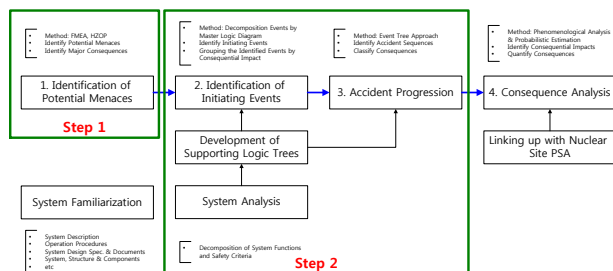 • Method: FMEA, HZOP
• Identify Potential Menaces
• Identify Major Consequences
• Method: Decomposition Events by
Master Logic Diagram
• Identify Initiating Events
• Grouping the Identified Events by
Consequential Impact
• Method: Event Tree Approach
• Identify Accident Sequences
• Classify Consequences
• Method: Phenomenological Analysis
& Probabilistic Estimation
• Identify Consequential Impacts
• Quantify Consequences
1. Identification of
Potential Menaces
2. Identification of
Initiating Events
3. Accident Progression
4. Consequence Analysis
Step 1
Development of
Supporting Logic Trees
Linking up with Nuclear
Site PSA
System Familiarization
System Analysis
• System Description
• Operation Procedures
• System Design Spec. & Documents
• System, Structure & Components
• etc
• Decomposition of System Functions
and Safety Criteria
Step 2